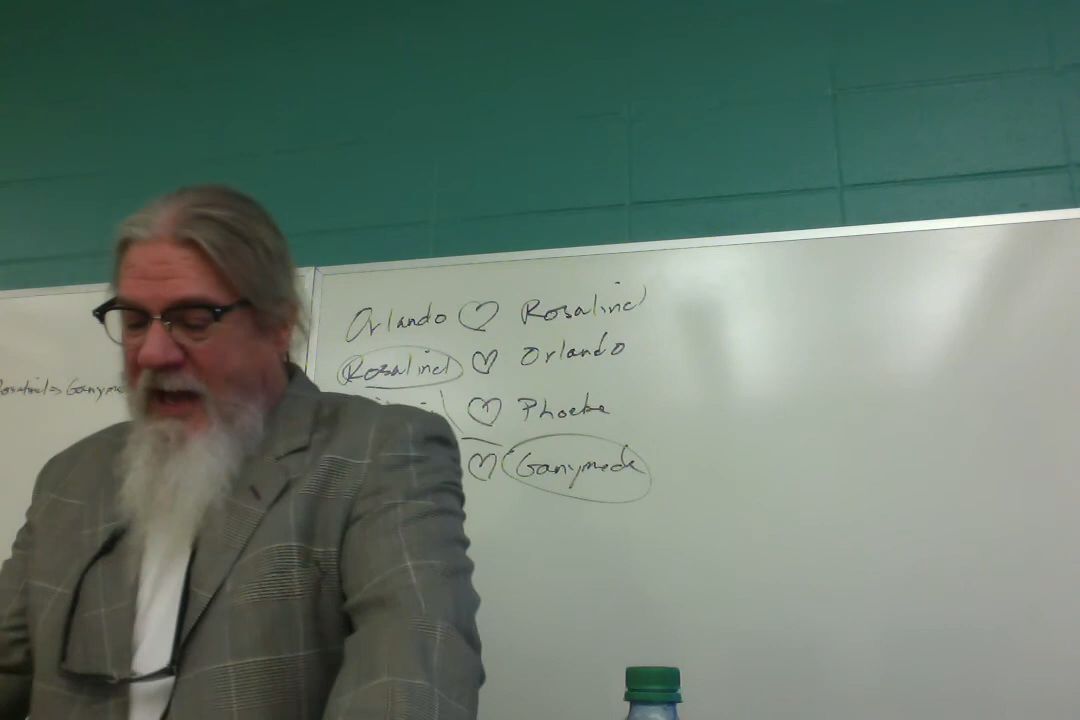 Orlando ♡ Rosalind
Rosalind ♡ Orlando
♡ Phoebe
♡ Ganymede